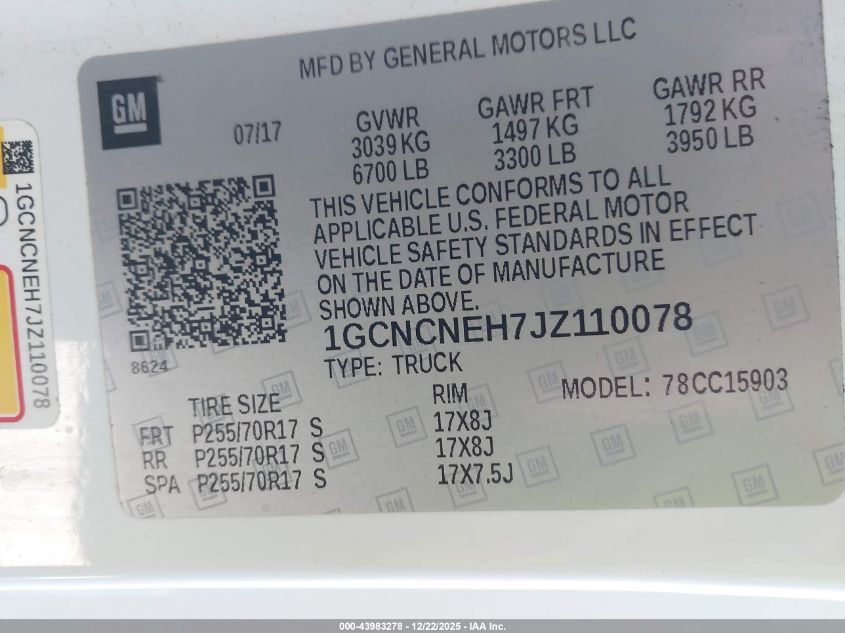 MFD BY GENERAL MOTORS LLC
GM
07/17
GVWR
3039 KG
6700 LB
GAWR FRT
1497 KG
3300 LB
GAWR RR
1792 KG
3950 LB
THIS VEHICLE CONFORMS TO ALL
APPLICABLE U.S. FEDERAL MOTOR
VEHICLE SAFETY STANDARDS IN EFFECT
ON THE DATE OF MANUFACTURE
SHOWN ABOVE.
8624
1GCNCNEH7JZ110078
TYPE: TRUCK
MODEL: 78CC15903
TIRE SIZE RIM
FRT P255/70R17 S 17X8J
RR P255/70R17 S 17X8J
SPA P255/70R17 S 17X7.5J
1GCNCNEH7JZ110078
000-43983278 - 12/22/2025 - IAA Inc.